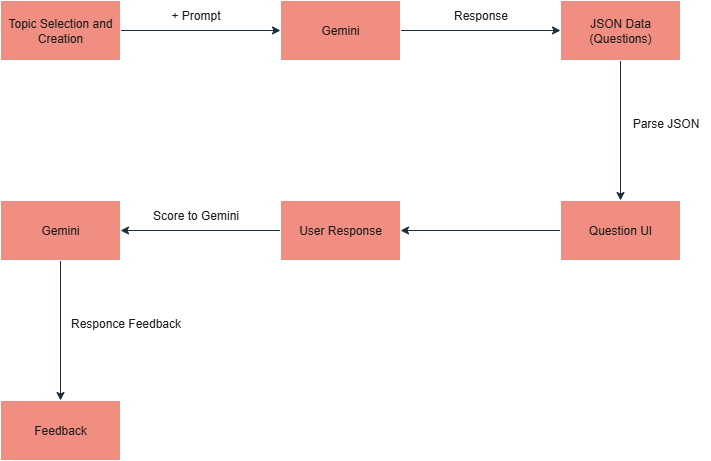 Topic Selection and
Creation
+ Prompt
Gemini
Response
JSON Data
(Questions)
Parse JSON
Question UI
User Response
Score to Gemini
Gemini
Responce Feedback
Feedback